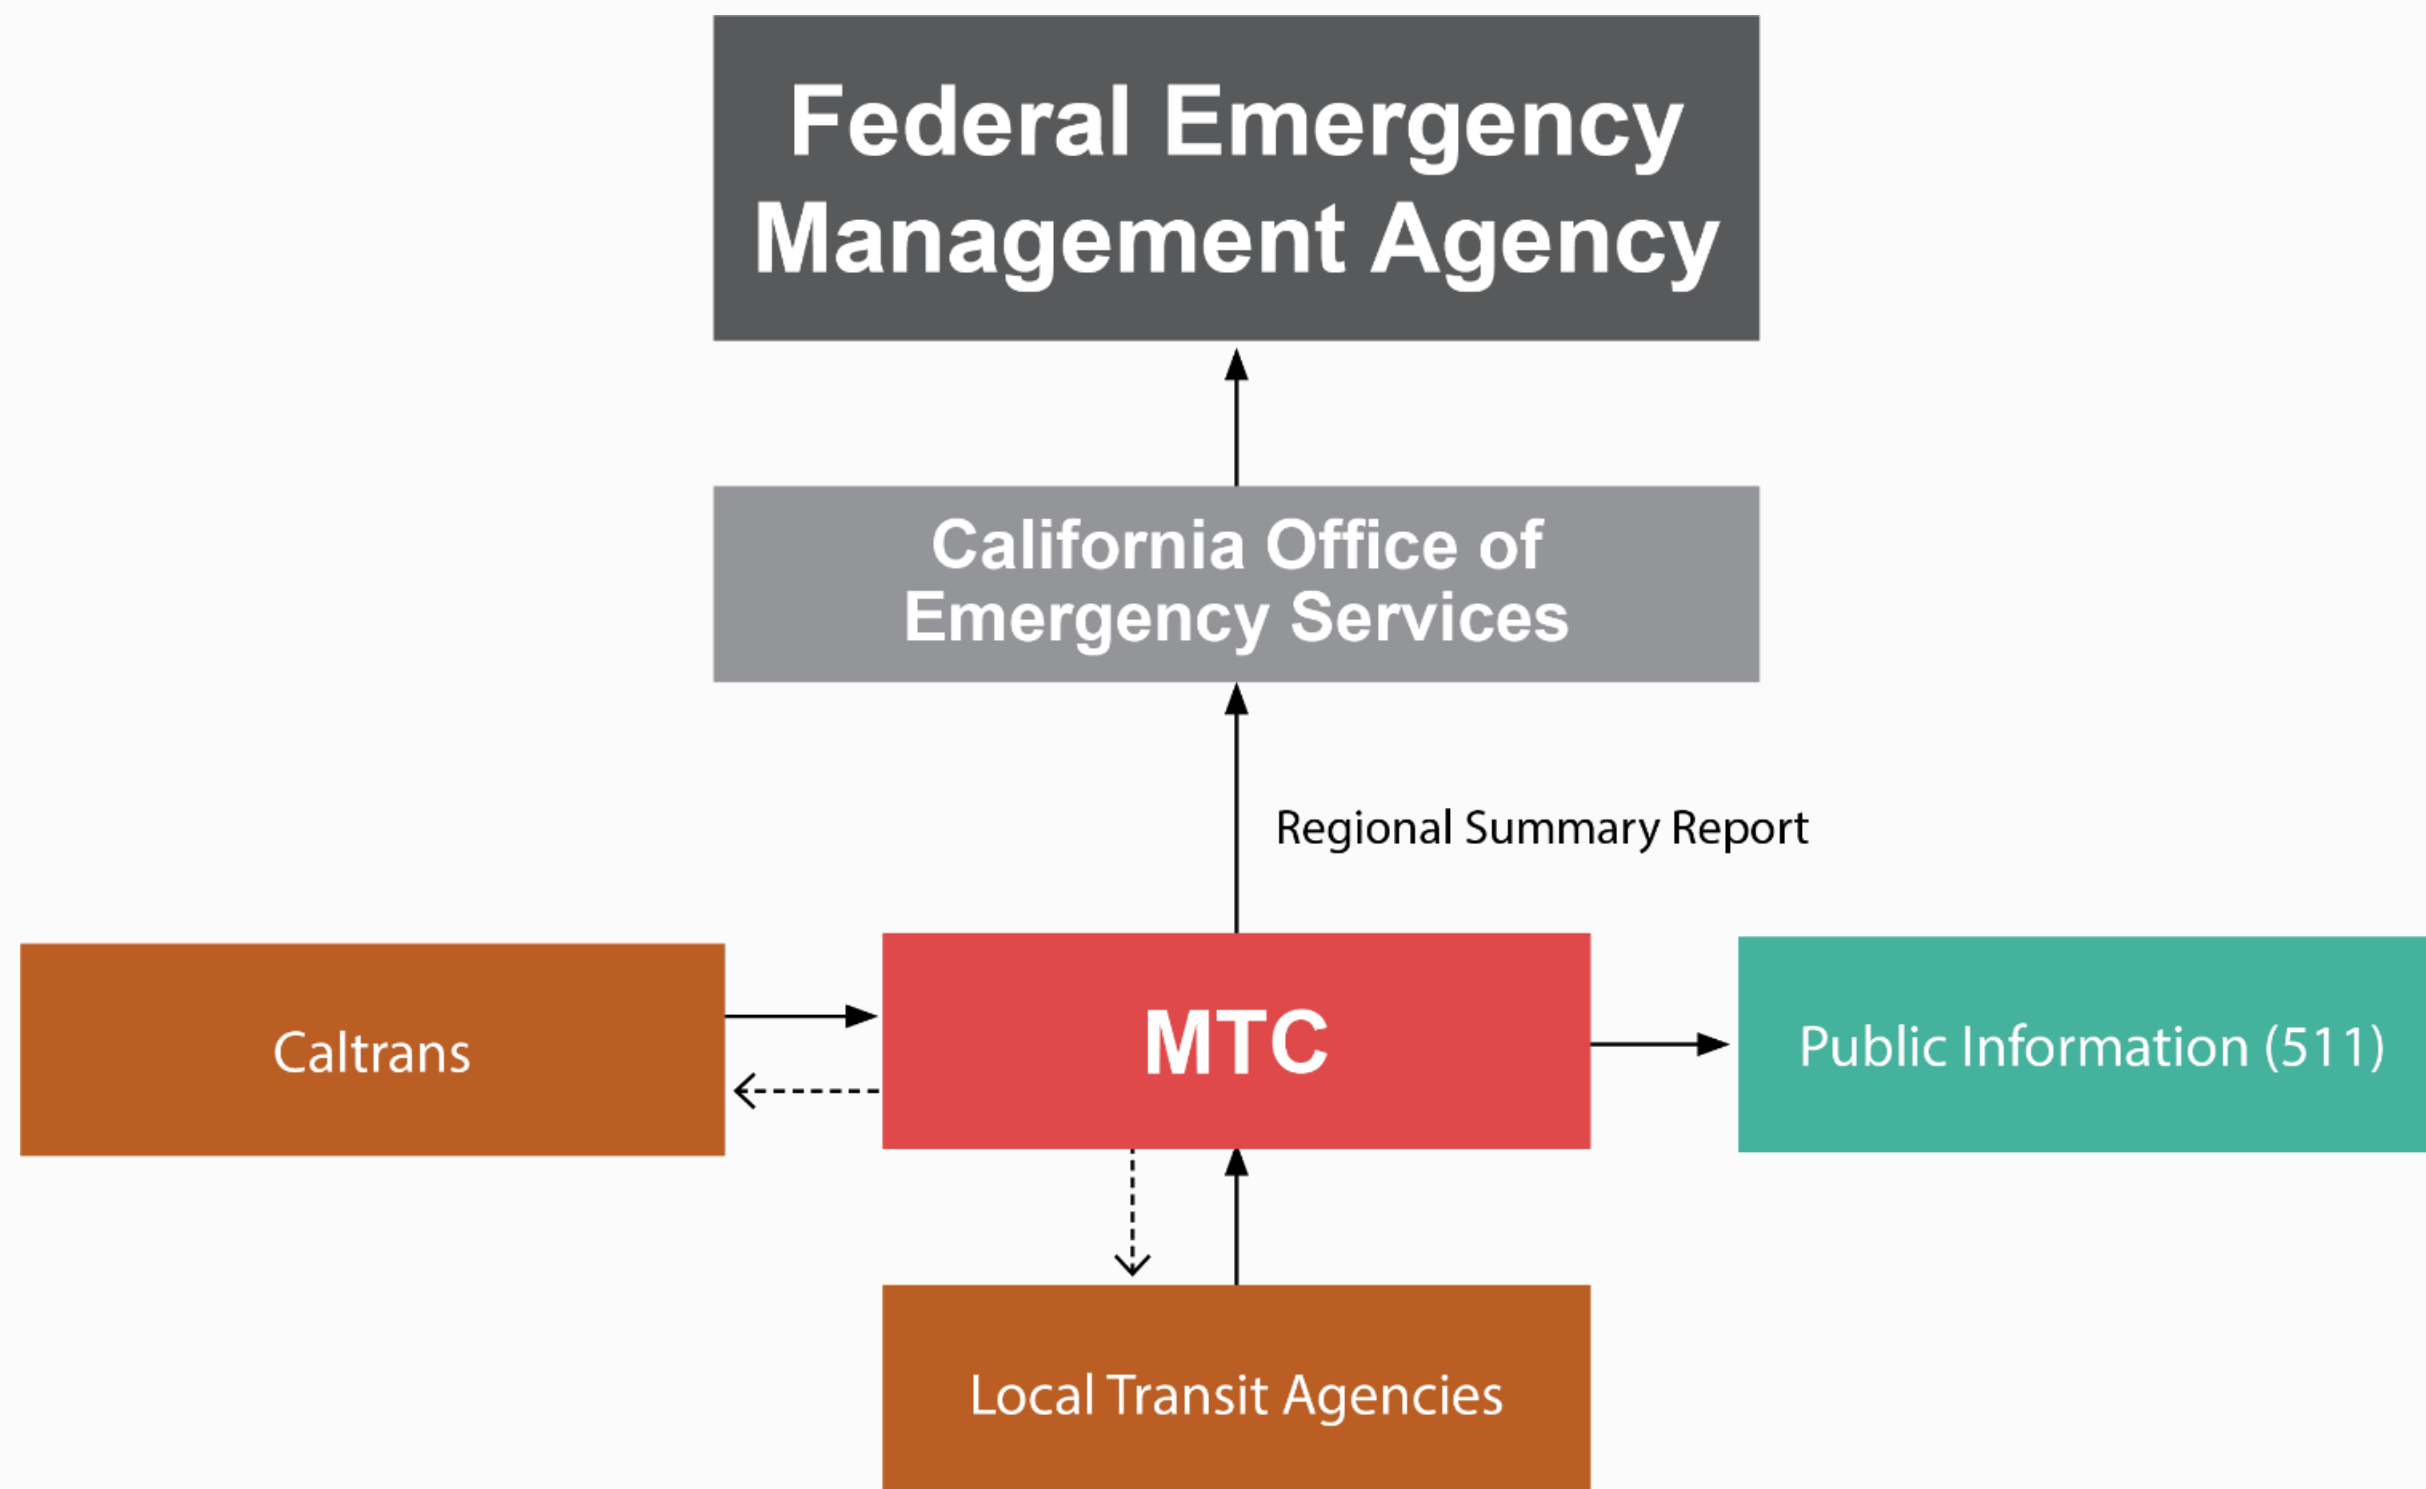 Federal Emergency
Management Agency
California Office of
Emergency Services
Regional Summary Report
Caltrans
MTC
Public Information (511)
Local Transit Agencies